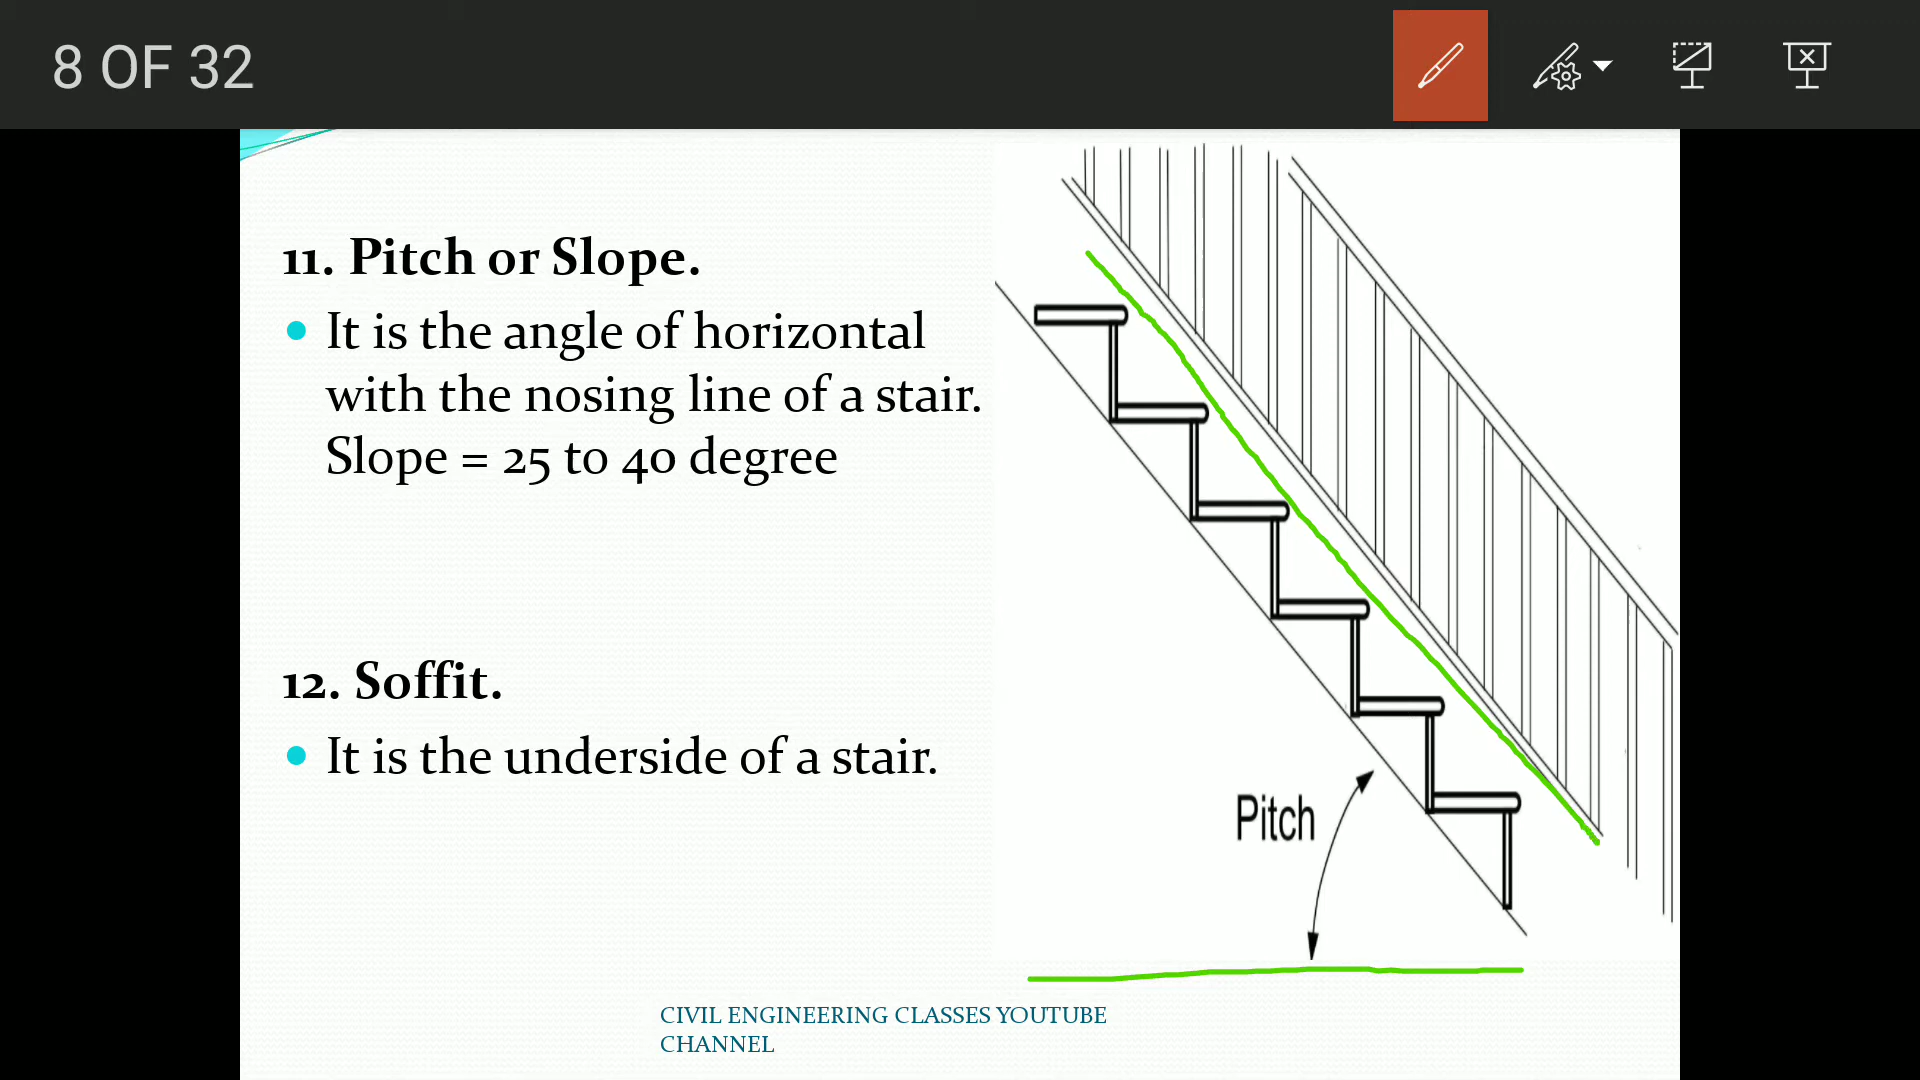 8 OF 32
11. Pitch or Slope.
It is the angle of horizontal
with the nosing line of a stair.
Slope = 25 to 40 degree
12. Soffit.
It is the underside of a stair.
Pitch
CIVIL ENGINEERING CLASSES YOUTUBE
CHANNEL